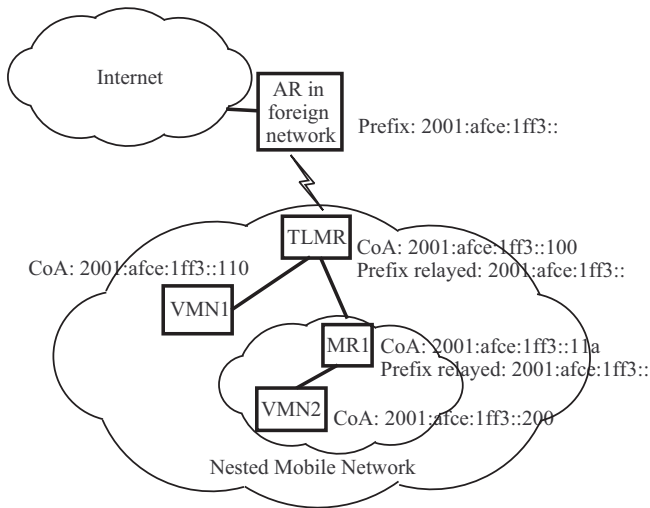 Internet
AR in
foreign
network
Prefix: 2001:afce:1ff3::
TLMR
CoA: 2001:afce:1ff3::100
Prefix relayed: 2001:afce:1ff3::
CoA: 2001:afce:1ff3::110
VMN1
MR1
CoA: 2001:afce:1ff3::11a
Prefix relayed: 2001:afce:1ff3::
VMN2
CoA: 2001:afce:1ff3::200
Nested Mobile Network